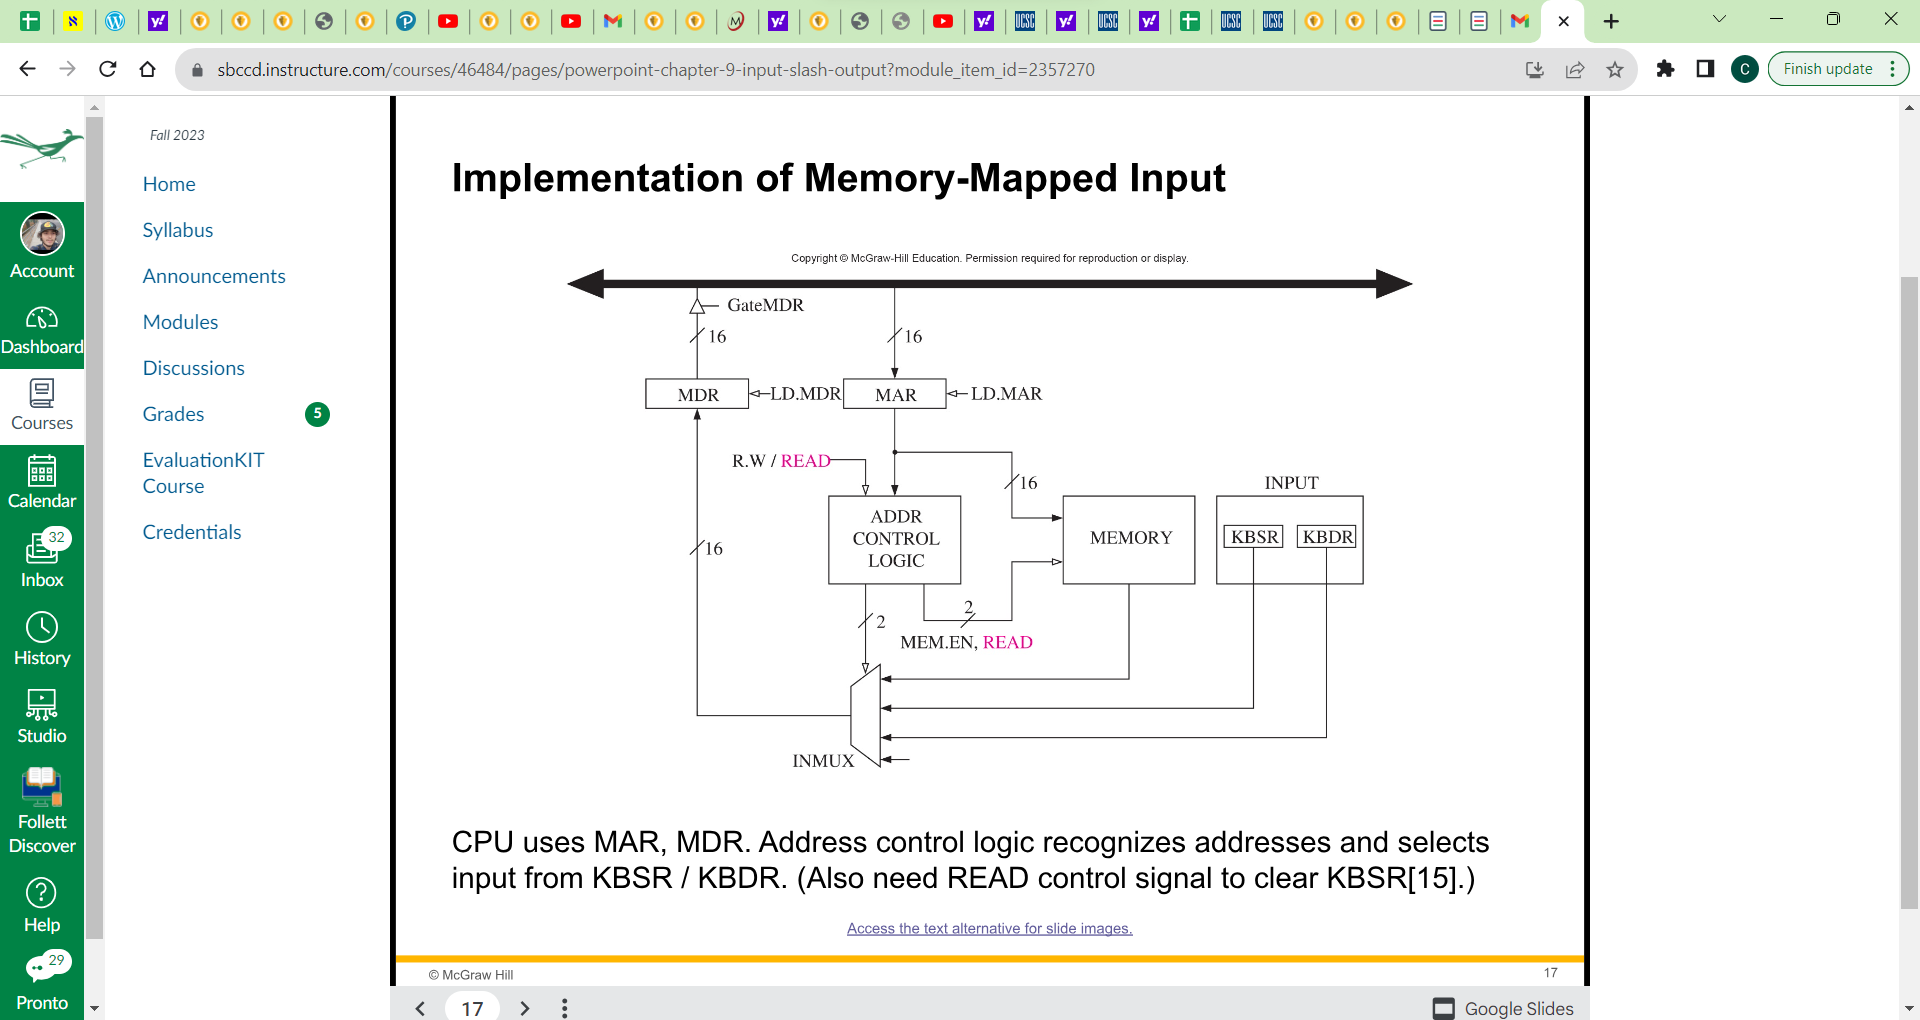 sbccd.instructure.com/courses/46484/pages/powerpoint-chapter-9-input-slash-output?module_item_id=2357270
C
Finish update
Account
Dashboard
Courses
Calendar
32
Inbox
History
Studio
Follett
Discover
Help
29
Pronto
Fall 2023
Home
Syllabus
Announcements
Modules
Discussions
Grades
5
EvaluationKIT
Course
Credentials
Implementation of Memory-Mapped Input
Copyright © McGraw-Hill Education. Permission required for reproduction or display.
GateMDR
16
16
MDR
LD.MDR
MAR
LD.MAR
R.W / READ
16
INPUT
ADDR
CONTROL
LOGIC
MEMORY
KBSR
KBDR
16
2
2
MEM.EN, READ
INMUX
CPU uses MAR, MDR. Address control logic recognizes addresses and selects
input from KBSR / KBDR. (Also need READ control signal to clear KBSR[15].)
Access the text alternative for slide images.
© McGraw Hill
17
17
Google Slides